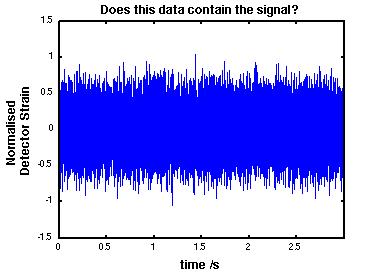 Does this data contain the signal?
1.5
1
0.5
0
-0.5
-1
-1.5
Normalised
Detector Strain
0 0.5 1 1.5 2 2.5
time /s